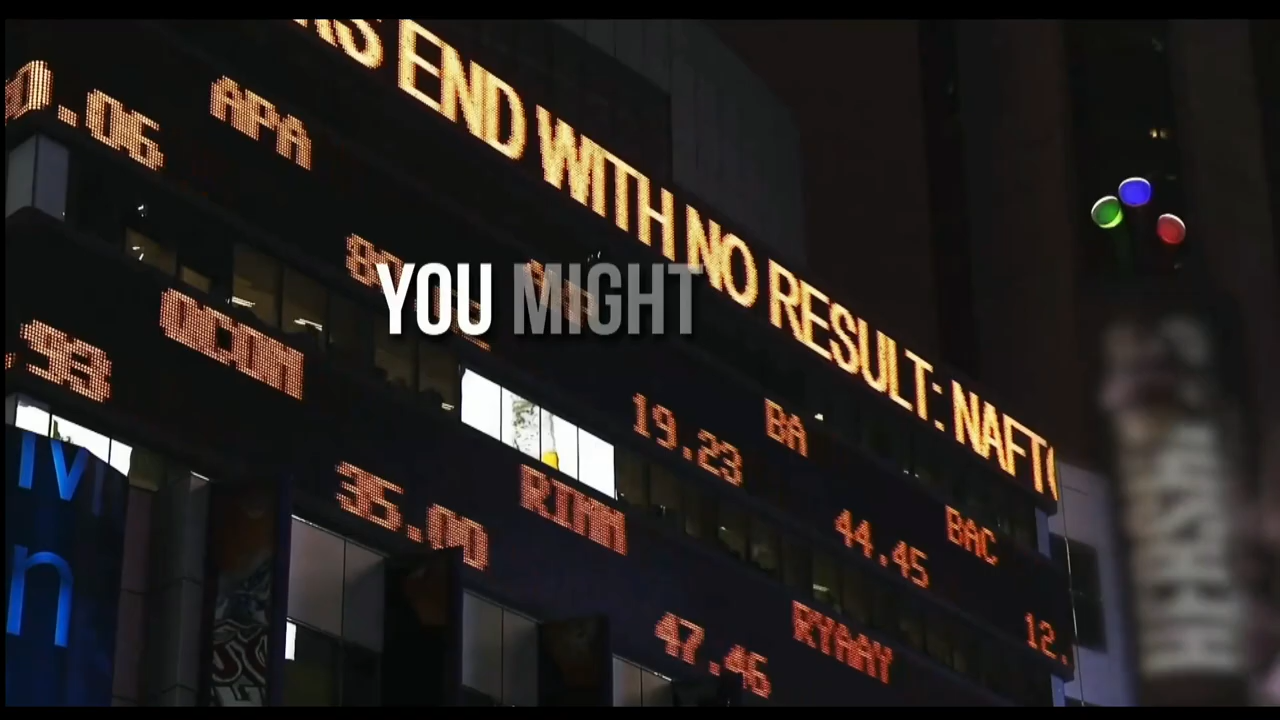 END WITH NO RESULT: NAFT
0.06 APA
YOU MIGHT
.93 QCOM
19.23 BA
44.45 BAC
12.
35.00 RIMM
47.46 RYAAY